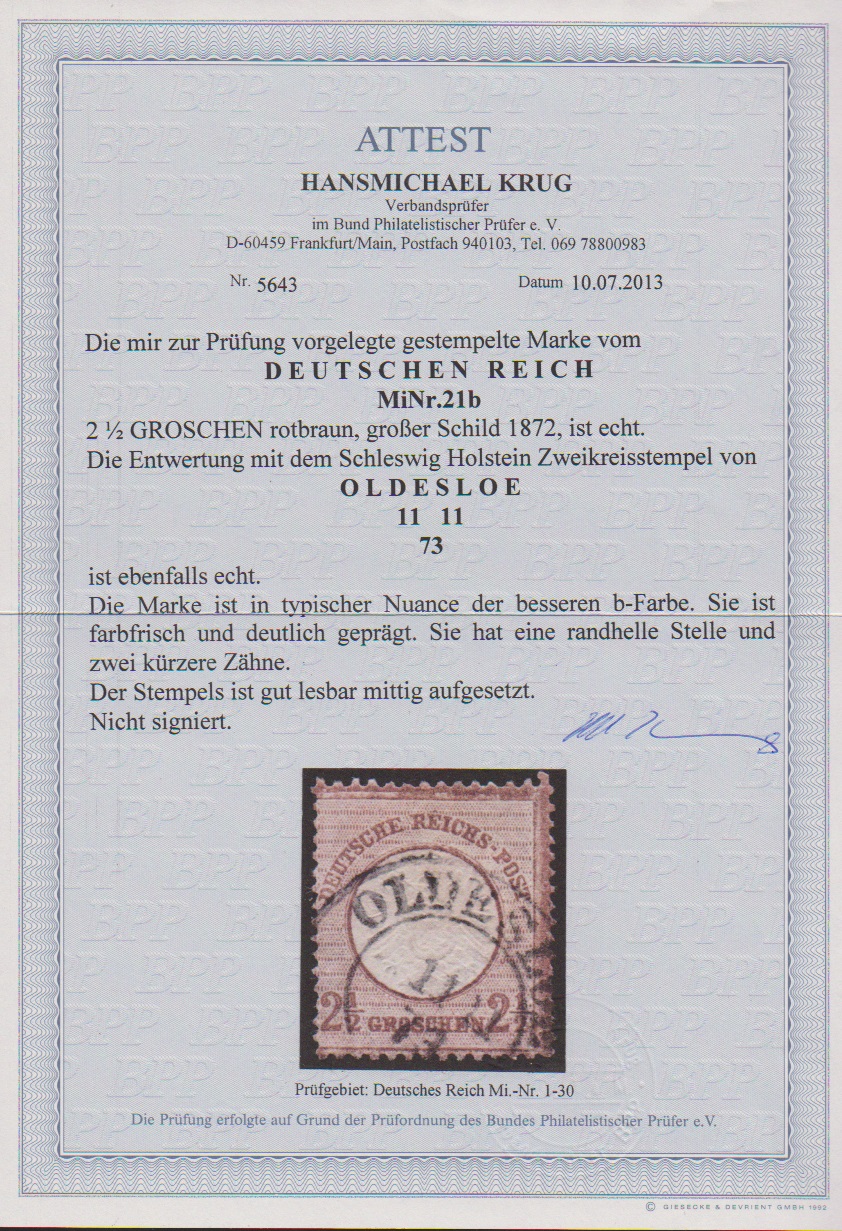 ATTEST
HANSMICHAEL KRUG
Verbandsprüfer
im Bund Philatelistischer Prüfer e. V.
D-60459 Frankfurt/Main, Postfach 940103, Tel. 069 78800983
Nr. 5643 Datum 10.07.2013
Die mir zur Prüfung vorgelegte gestempelte Marke vom
DEUTSCHEN REICH
MiNr.21b
2 ½ GROSCHEN rotbraun, großer Schild 1872, ist echt.
Die Entwertung mit dem Schleswig Holstein Zweikreisstempel von
OLDESLOE
11 11
73
ist ebenfalls echt.
Die Marke ist in typischer Nuance der besseren b-Farbe. Sie ist
farbfrisch und deutlich geprägt. Sie hat eine randhelle Stelle und
zwei kürzere Zähne.
Der Stempels ist gut lesbar mittig aufgesetzt.
Nicht signiert.
DEUTSCHE REICHS-POST
OLDE
11
2½ GROSCHEN 2½
Prüfgebiet: Deutsches Reich Mi.-Nr. 1-30
Die Prüfung erfolgte auf Grund der Prüfordnung des Bundes Philatelistischer Prüfer e.V.
© GIESECKE & DEVRIENT GMBH 1992